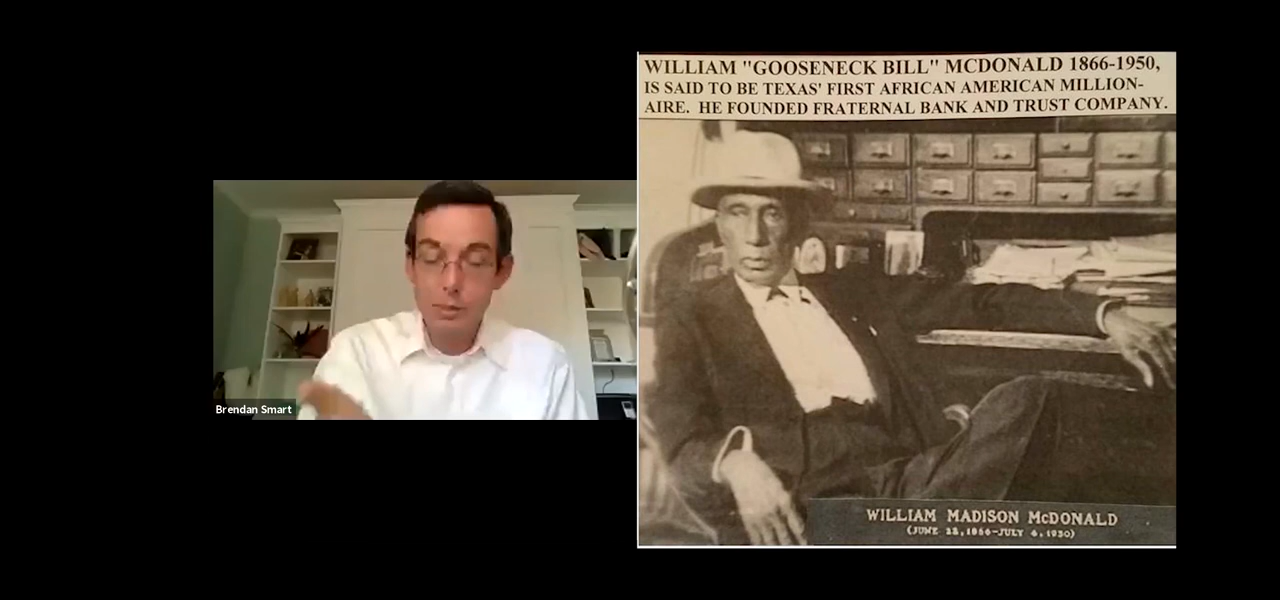 Brendan Smart
WILLIAM "GOOSENECK BILL" MCDONALD 1866-1950,
IS SAID TO BE TEXAS' FIRST AFRICAN AMERICAN MILLION-
AIRE. HE FOUNDED FRATERNAL BANK AND TRUST COMPANY.
WILLIAM MADISON McDONALD
(JUNE 22,1866-JULY 4,1950)